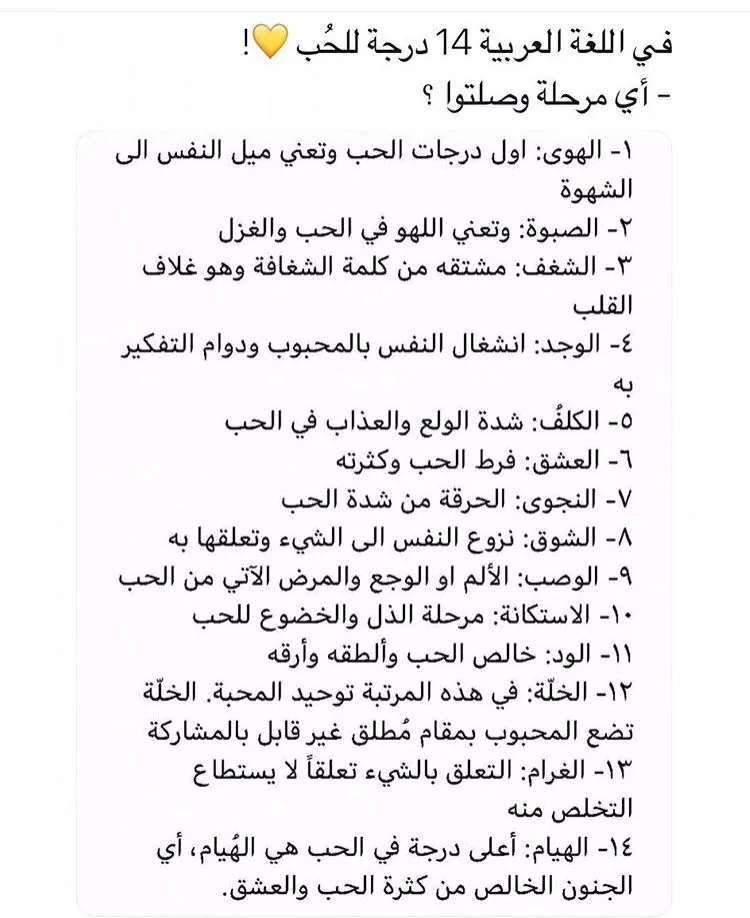 في اللغة العربية 14 درجة للحُب 💛!
- أي مرحلة وصلتوا ؟
١- الهوى: اول درجات الحب وتعني ميل النفس الى
الشهوة
٢- الصبوة: وتعني اللهو في الحب والغزل
٣- الشغف: مشتقه من كلمة الشغافة وهو غلاف
القلب
٤- الوجد: انشغال النفس بالمحبوب ودوام التفكير
به
٥- الكلفُ: شدة الولع والعذاب في الحب
٦- العشق: فرط الحب وكثرته
٧- النجوى: الحرقة من شدة الحب
٨- الشوق: نزوع النفس الى الشيء وتعلقها به
٩- الوصب: الألم او الوجع والمرض الآتي من الحب
١٠- الاستكانة: مرحلة الذل والخضوع للحب
١١- الود: خالص الحب وألطقه وأرقه
١٢- الخلّة: في هذه المرتبة توحيد المحبة. الخلّة
تضع المحبوب بمقام مُطلق غير قابل بالمشاركة
١٣- الغرام: التعلق بالشيء تعلقاً لا يستطاع
التخلص منه
١٤- الهيام: أعلى درجة في الحب هي الهُيام، أي
الجنون الخالص من كثرة الحب والعشق.